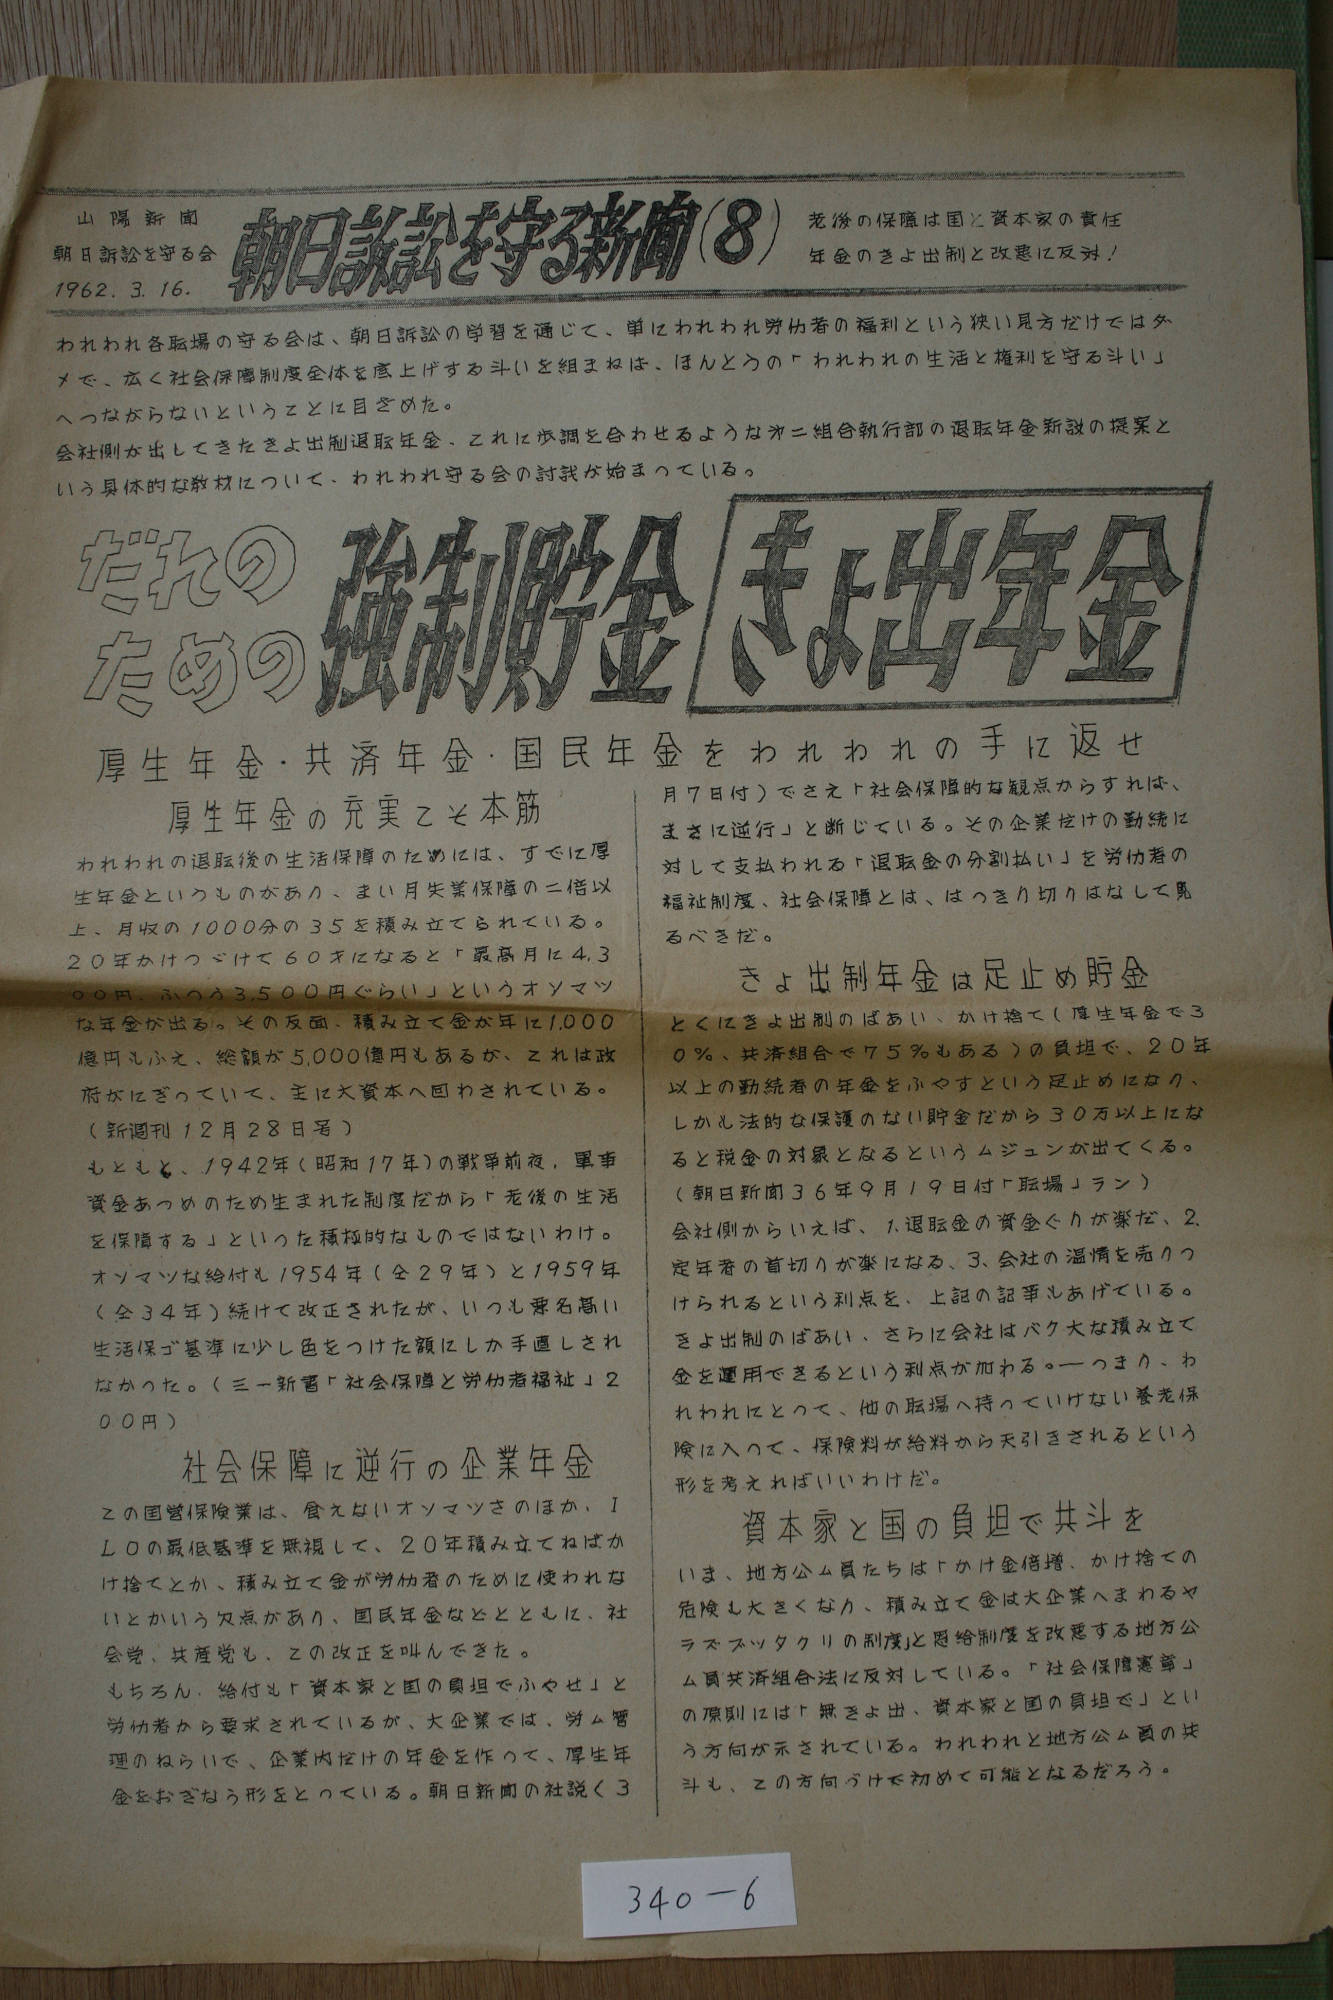 山陽新聞
朝日訴訟を守る会
1962.3.16.
朝日訴訟を守る新聞(8)
老後の保障は国と資本家の責任
年金のきよ出制と改悪に反対!
われわれ各転場の守る会は、朝日訴訟の学習を通じて、単にわれわれ労仂者の福利という狭い見方だけではダ
メで、広く社会保障制度全体を底上げする斗いを組まねば、ほんとうの「われわれの生活と権利を守る斗い」
へつながらないということに目ざめた。
会社側が出してきたきよ出制退転年金、これに歩調を合わせるような第二組合執行部の退転年金新設の提案と
いう具体的な教材について、われわれ守る会の討議が始まっている。
だれの
ための
強制貯金
きよ出年金
厚生年金・共済年金・国民年金をわれわれの手に返せ
厚生年金の充実こそ本筋
われわれの退転後の生活保障のためには、すでに厚
生年金というものがあり、まい月失業保障の二倍以
上、月収の1000分の35を積み立てられている。
20年かけつづけて60才になると「最高月に4,3
00円、ふつう3,500円ぐらい」というオソマツ
な年金が出る。その反面、積み立て金が年に1,000
億円もふえ、総額が5,000億円もあるが、これは政
府がにぎっていて、主に大資本へ回わされている。
(新週刊12月28日号)
もともと、1942年(昭和17年)の戦争前夜、軍事
資金あつめのため生まれた制度だから「老後の生活
を保障する」といった積極的なものではないわけ。
オソマツな給付も1954年(仝29年)と1959年
(仝34年)続けて改正されたが、いつも悪名高い
生活保ゴ基準に少し色をつけた額にしか手直しされ
なかった。(三一新書「社会保障と労仂者福祉」2
00円)
社会保障に逆行の企業年金
この国営保険業は、食えないオソマツさのほか、I
LOの最低基準を無視して、20年積み立てねばか
け捨てとか、積み立て金が労仂者のために使われな
いとかいう欠点があり、国民年金などとともに、社
会党、共産党も、この改正を叫んできた。
もちろん、給付も「資本家と国の負担でふやせ」と
労仂者から要求されているが、大企業では、労ム管
理のねらいで、企業内だけの年金を作って、厚生年
金をおぎなう形をとっている。朝日新聞の社説く3
月7日付)でさえ「社会保障的な観点からすれば、
まさに逆行」と断じている。その企業だけの勤続に
対して支払われる「退転金の分割払い」を労仂者の
福祉制度、社会保障とは、はっきり切りはなして見
るべきだ。
きよ出制年金は足止め貯金
とくにきよ出制のばあい、かけ捨て(厚生年金で3
0%、共済組合で75%もある)の負担で、20年
以上の勤続者の年金をふやすという足止めになり、
しかも法的な保護のない貯金だから30万以上にな
ると税金の対象となるというムジュンが出てくる。
(朝日新聞36年9月19日付「転場」ラン)
会社側からいえば、1.退転金の資金ぐりが楽だ、2.
定年者の首切りが楽になる、3.会社の温情を売りつ
けられるという利点を、上記の記事もあげている。
きよ出制のばあい、さらに会社はバク大な積み立て
金を運用できるという利点が加わる。―つまり、わ
れわれにとって、他の転場へ持っていけない養老保
険に入って、保険料が給料から天引きされるという
形を考えればいいわけだ。
資本家と国の負担で共斗を
いま、地方公ム員たちは「かけ金倍増、かけ捨ての
危険も大きくなり、積み立て金は大企業へまわるヤ
ラズブッタクリの制度」と恩給制度を改悪する地方公
ム員共済組合法に反対している。「社会保障憲章」
の原則には「無きよ出、資本家と国の負担で」とい
う方向が示されている。われわれと地方公ム員の共
斗も、この方向づけで初めて可能となるだろう。
340-6